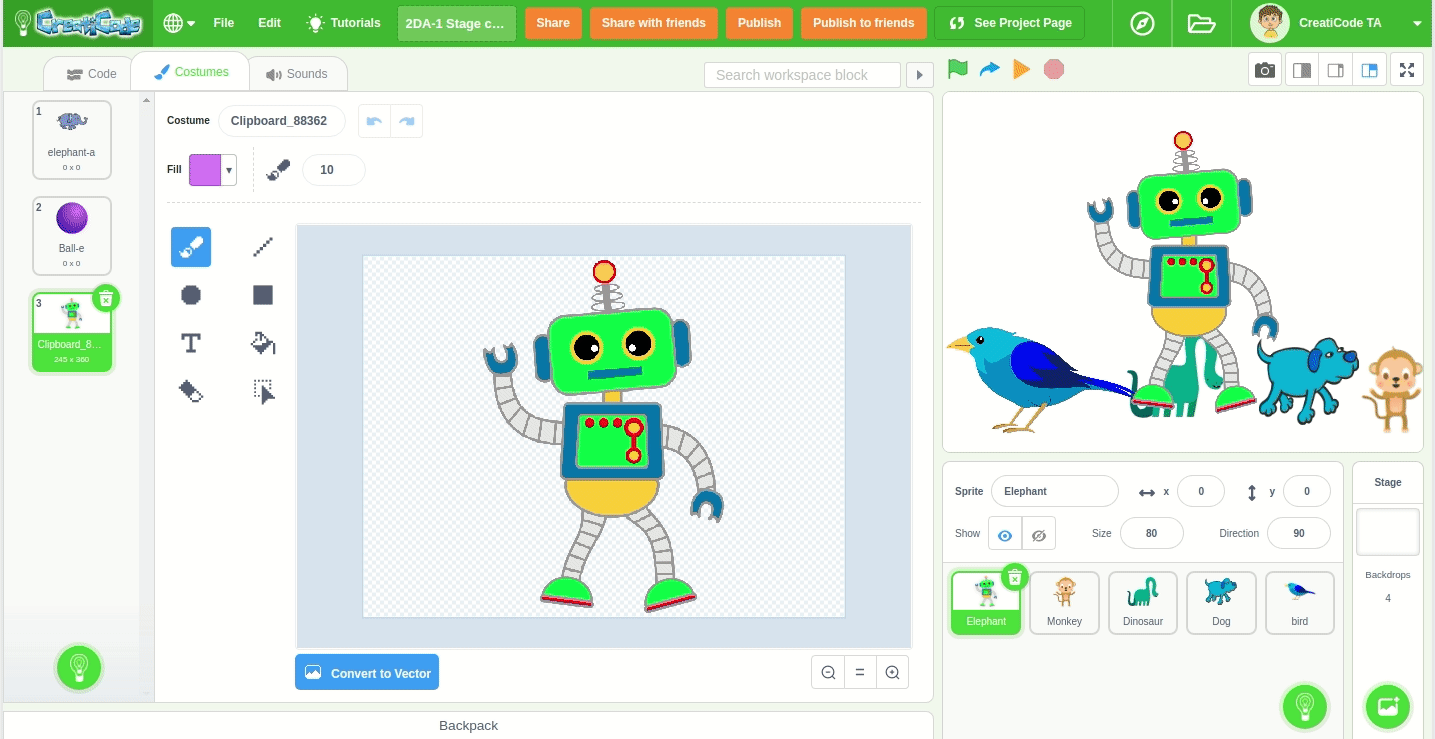 CreatiCode
File
Edit
Tutorials
2DA-1 Stage c...
Share
Share with friends
Publish
Publish to friends
See Project Page
CreatiCode TA
Code
Costumes
Sounds
Search workspace block
1
elephant-a
0 x 0
2
Ball-e
0 x 0
3
Clipboard_8...
245 x 360
Costume
Clipboard_88362
Fill
10
T
Convert to Vector
=
Backpack
Sprite
Elephant
x
0
y
0
Show
Size
80
Direction
90
Elephant
Monkey
Dinosaur
Dog
bird
Stage
Backdrops
4